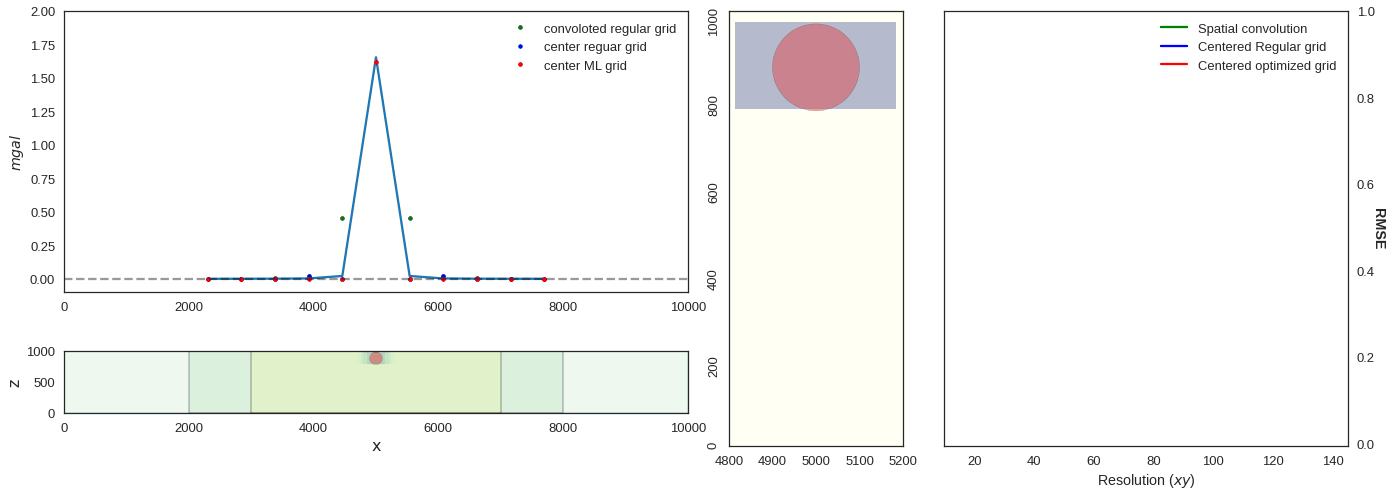 2.00
1.75
1.50
1.25
1.00
0.75
0.50
0.25
0.00
mgal
0 2000 4000 6000 8000 10000
convoloted regular grid
center reguar grid
center ML grid
1000
500
0
z
0 2000 4000 6000 8000 10000
x
1000
800
600
400
200
0
4800 4900 5000 5100 5200
Spatial convolution
Centered Regular grid
Centered optimized grid
1.0
0.8
0.6
0.4
0.2
0.0
RMSE
20 40 60 80 100 120 140
Resolution (xy)